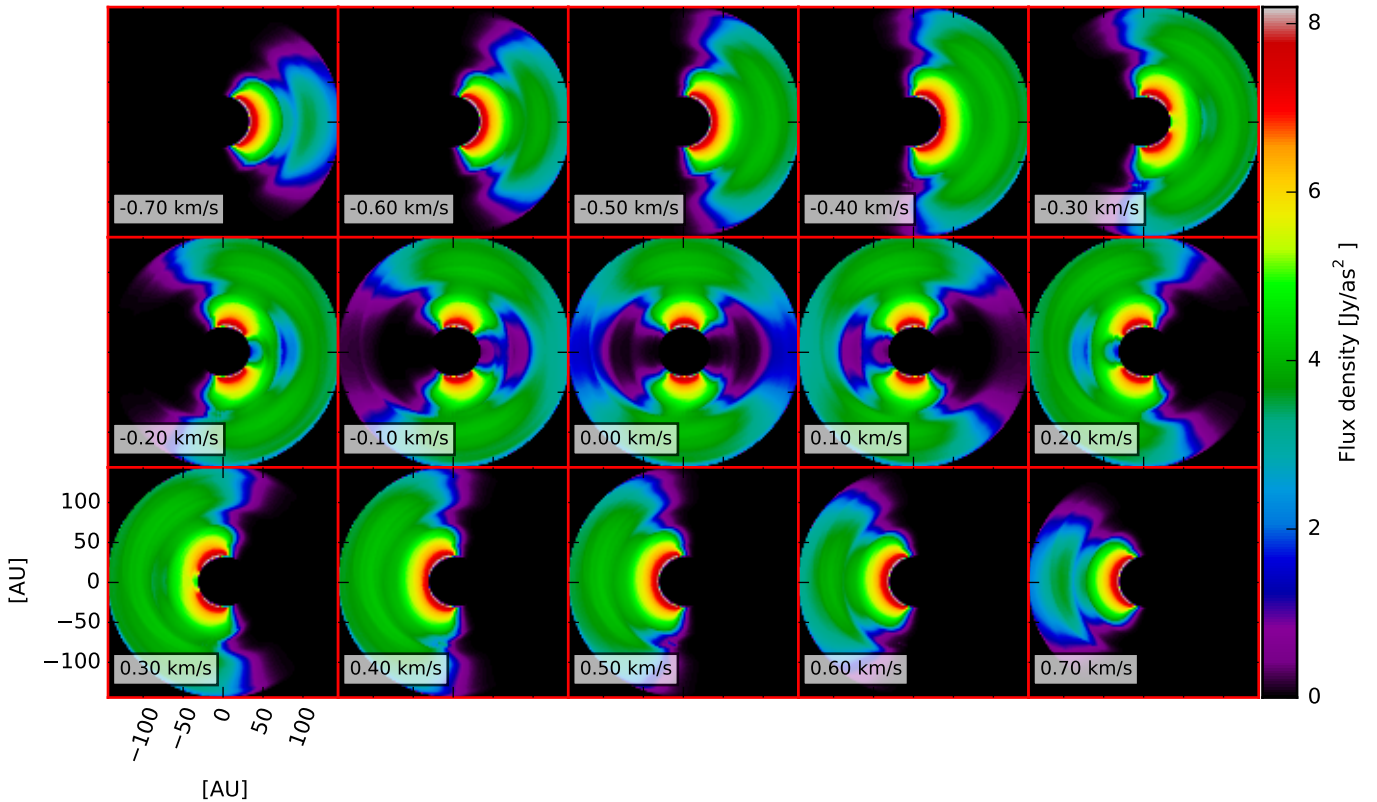 -0.70 km/s
-0.60 km/s
-0.50 km/s
-0.40 km/s
-0.30 km/s
-0.20 km/s
-0.10 km/s
0.00 km/s
0.10 km/s
0.20 km/s
0.30 km/s
0.40 km/s
0.50 km/s
0.60 km/s
0.70 km/s
100
50
0
−50
−100
[AU]
−100 −50 0 50 100
[AU]
8
6
4
2
0
Flux density [Jy/as² ]